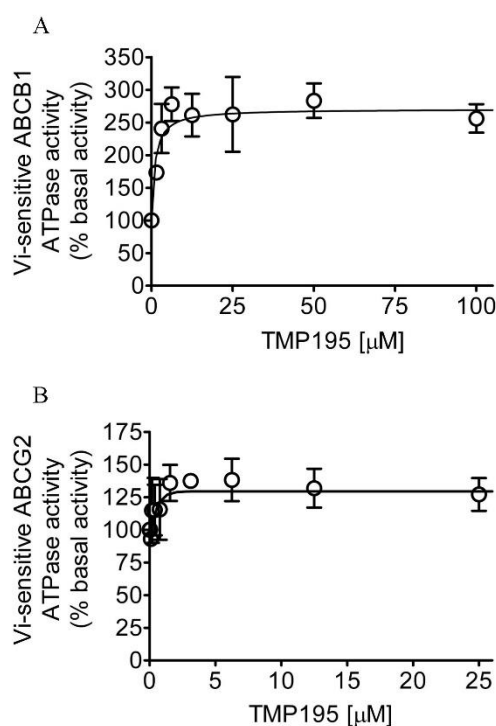 A
Vi-sensitive ABCB1
ATPase activity
(% basal activity)
350
300
250
200
150
100
50
0
0
25
50
75
100
TMP195 [μM]
B
Vi-sensitive ABCG2
ATPase activity
(% basal activity)
175
150
125
100
75
50
25
0
0
5
10
15
20
25
TMP195 [μM]